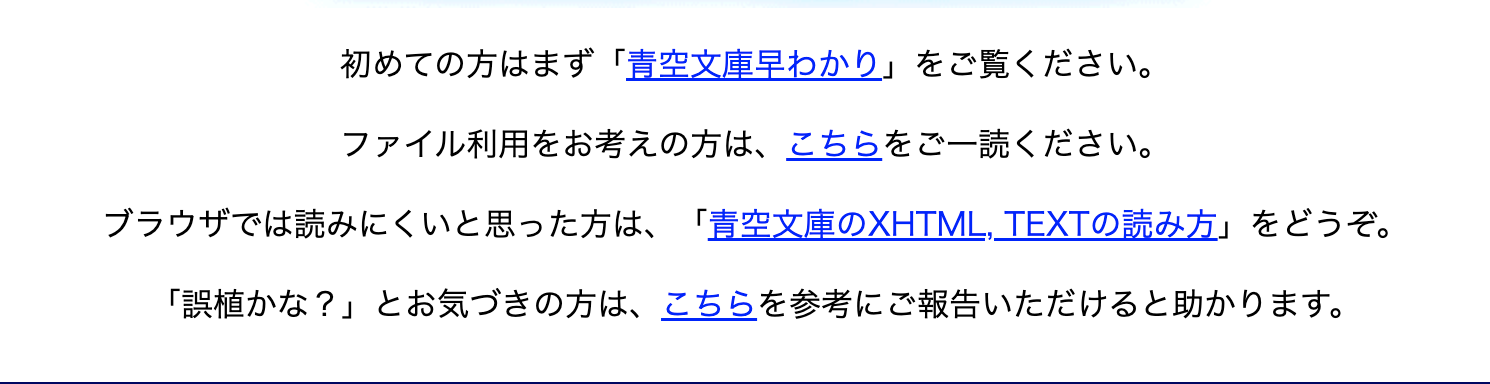 初めての方はまず「青空文庫早わかり」をご覧ください。
ファイル利用をお考えの方は、こちらをご一読ください。
ブラウザでは読みにくいと思った方は、「青空文庫のXHTML, TEXTの読み方」をどうぞ。
「誤植かな？」とお気づきの方は、こちらを参考にご報告いただけると助かります。